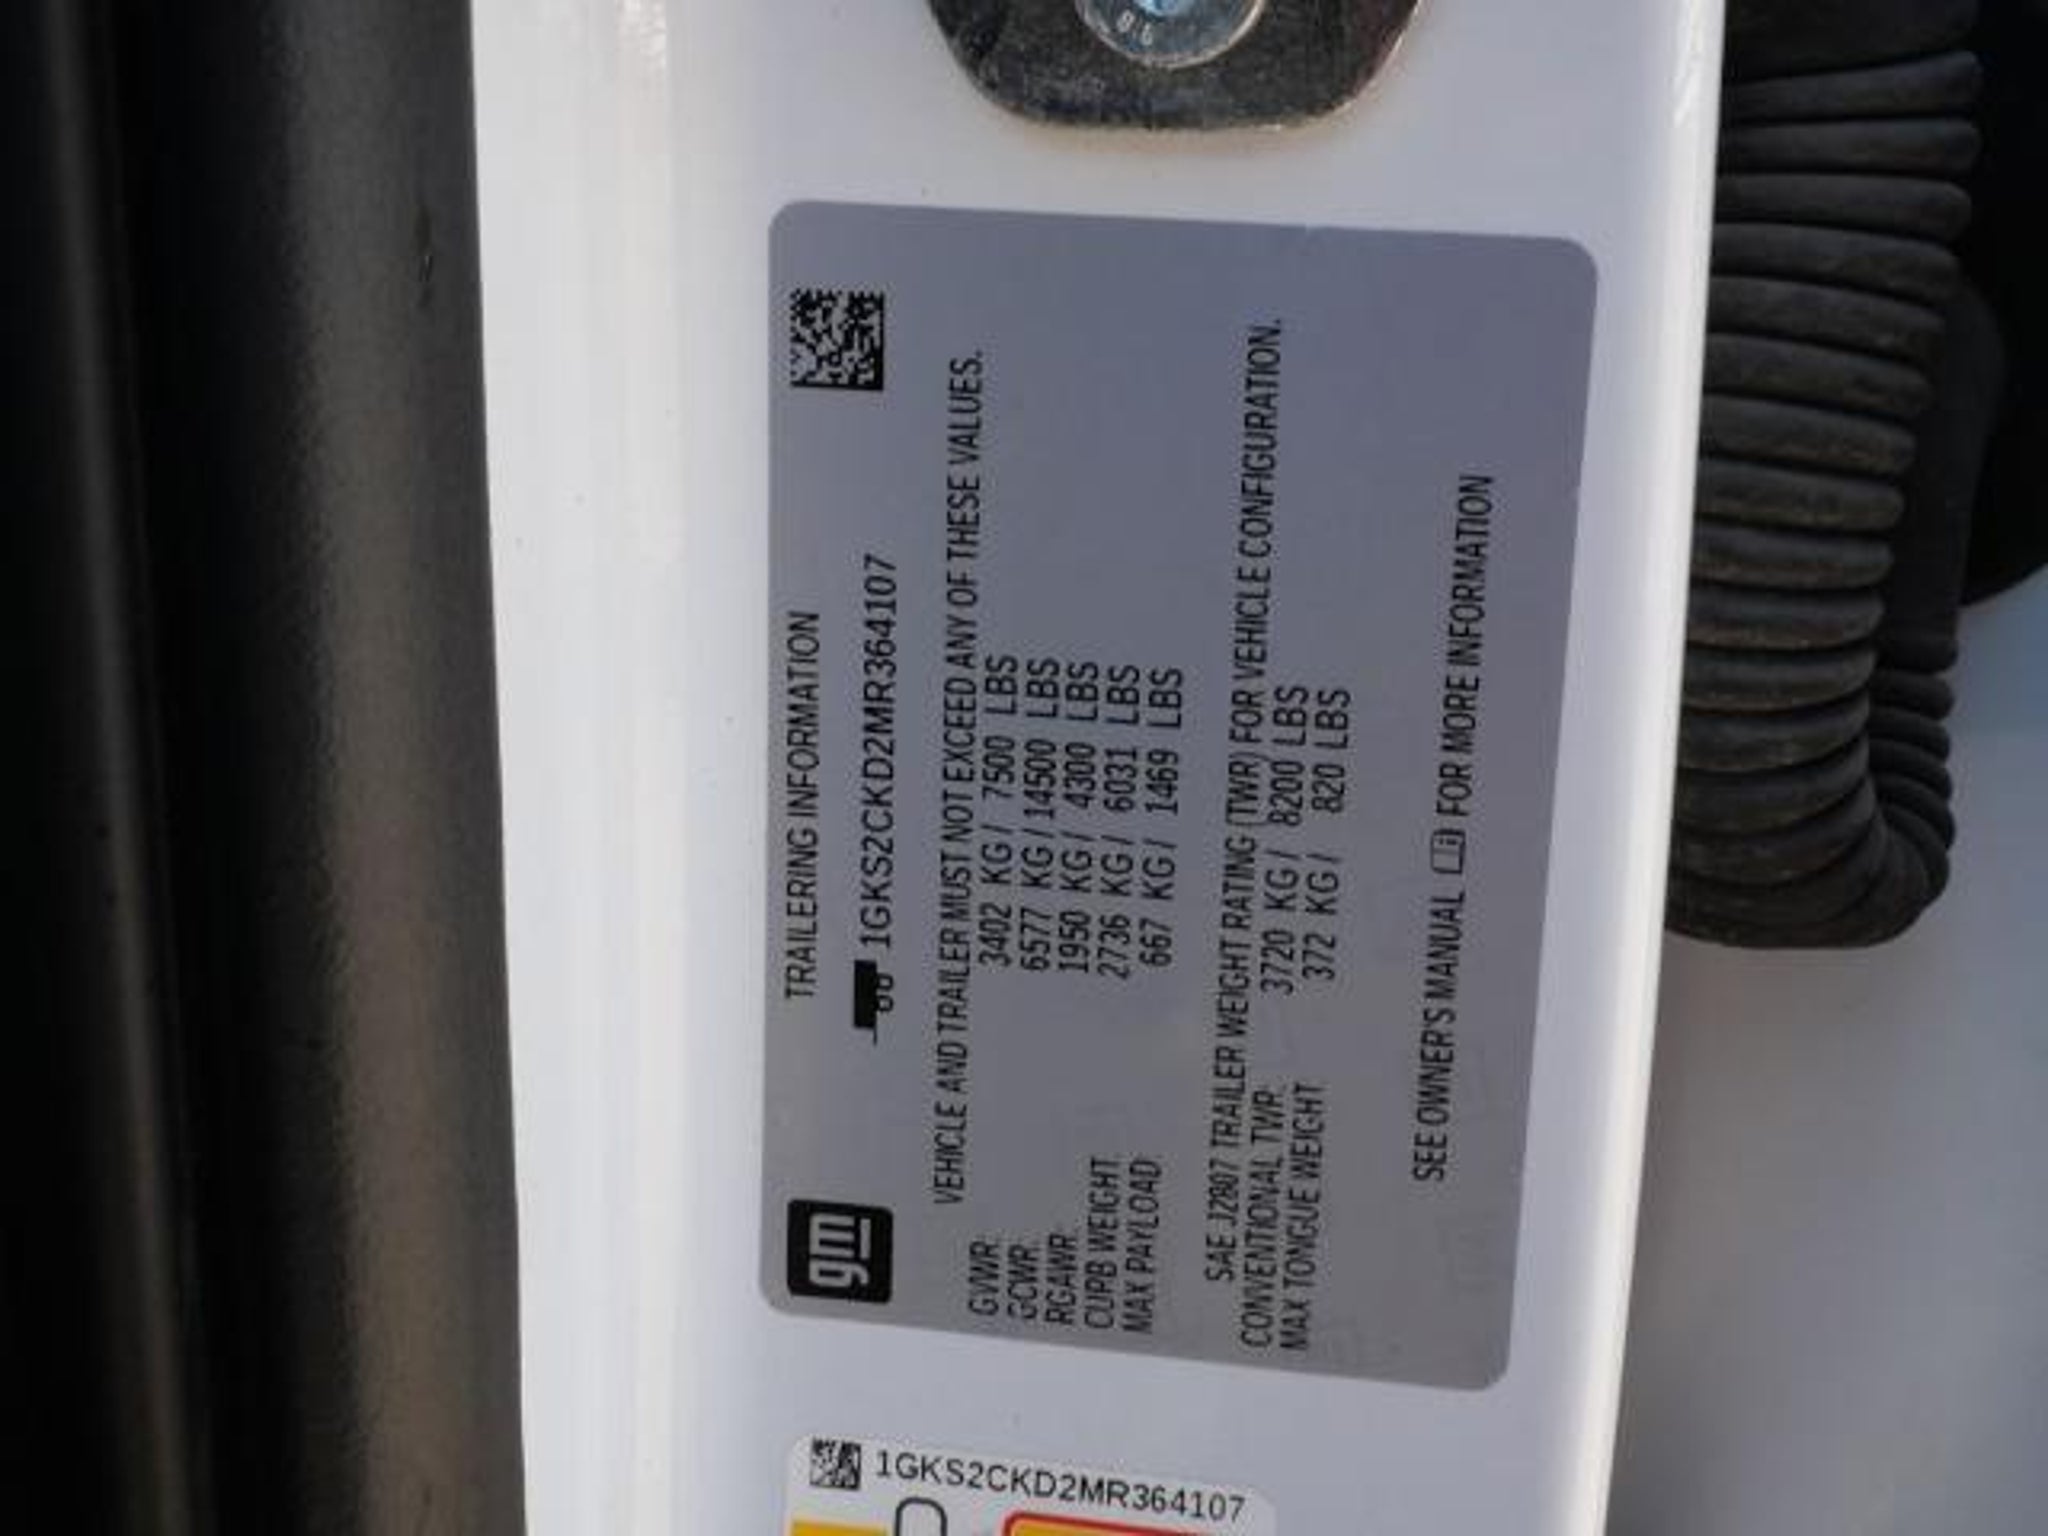 gm
TRAILERING INFORMATION
1GKS2CKD2MR364107
VEHICLE AND TRAILER MUST NOT EXCEED ANY OF THESE VALUES.
GVWR: 3402 KG / 7500 LBS
GCWR: 6577 KG / 14500 LBS
RGAWR: 1950 KG / 4300 LBS
CUPB WEIGHT: 2736 KG / 6031 LBS
MAX PAYLOAD: 667 KG / 1469 LBS
SAE J2807 TRAILER WEIGHT RATING (TWR) FOR VEHICLE CONFIGURATION.
CONVENTIONAL TWR: 3720 KG / 8200 LBS
MAX TONGUE WEIGHT: 372 KG / 820 LBS
SEE OWNER'S MANUAL FOR MORE INFORMATION
1GKS2CKD2MR364107